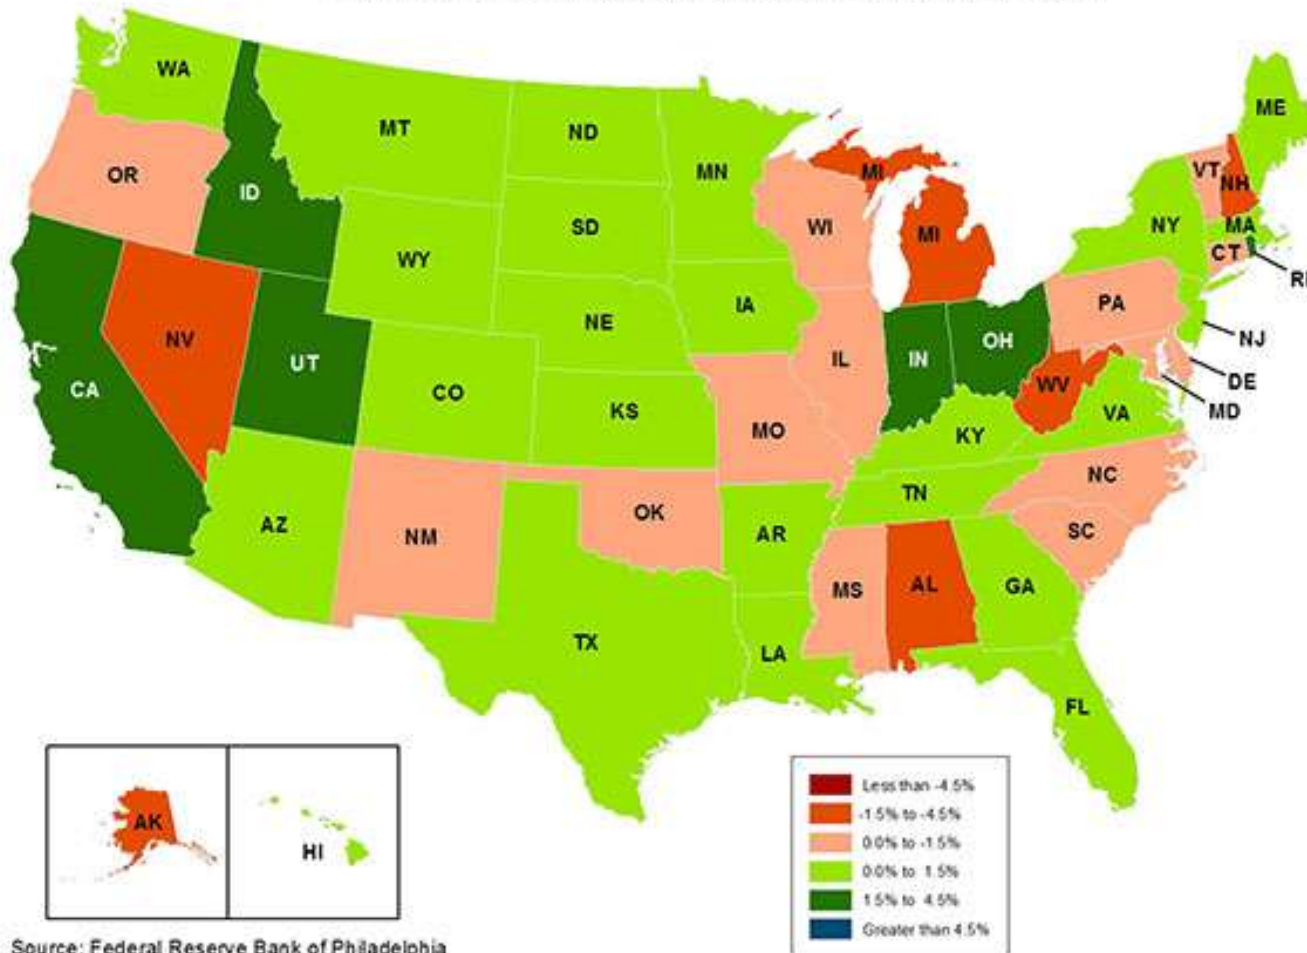 WA
ME
MT
ND
MN
VT
NH
OR
ID
MI
SD
WI
MI
NY
MA
CT
WY
RI
IA
PA
NE
NJ
NV
UT
IL
IN
OH
DE
CA
CO
WV
MD
KS
MO
KY
VA
NC
TN
AZ
NM
OK
AR
SC
MS
AL
GA
TX
LA
FL
AK
HI
Less than -4.5%
-1.5% to -4.5%
0.0% to -1.5%
0.0% to 1.5%
1.5% to 4.5%
Greater than 4.5%
Source: Federal Reserve Bank of Philadelphia